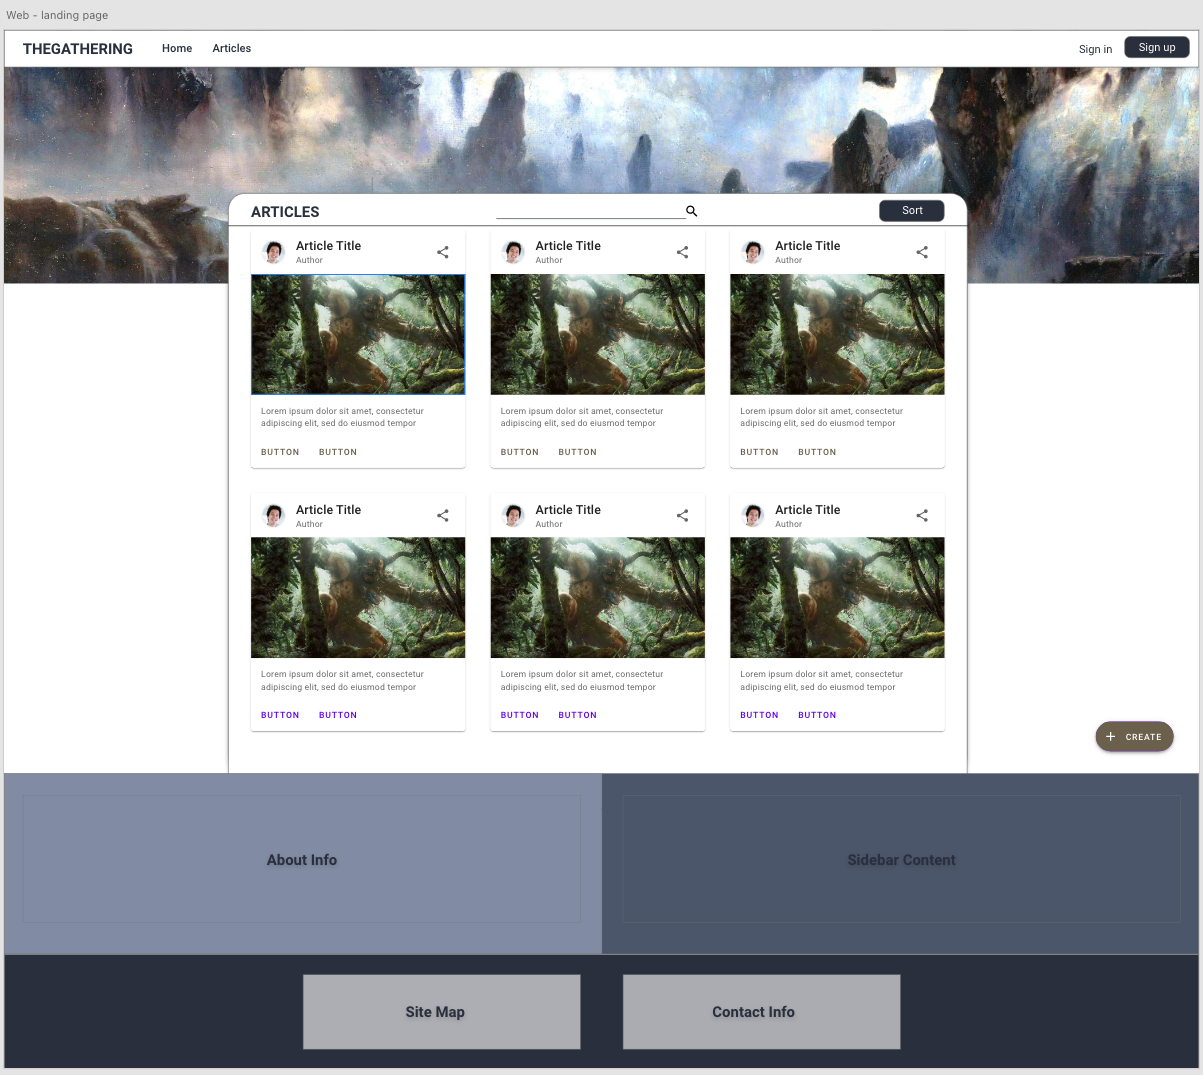 Web - landing page
THEGATHERING Home Articles Sign in Sign up
ARTICLES Sort
Article Title
Author
Article Title
Author
Article Title
Author
Lorem ipsum dolor sit amet, consectetur
adipiscing elit, sed do eiusmod tempor
Lorem ipsum dolor sit amet, consectetur
adipiscing elit, sed do eiusmod tempor
Lorem ipsum dolor sit amet, consectetur
adipiscing elit, sed do eiusmod tempor
BUTTON BUTTON
BUTTON BUTTON
BUTTON BUTTON
Article Title
Author
Article Title
Author
Article Title
Author
Lorem ipsum dolor sit amet, consectetur
adipiscing elit, sed do eiusmod tempor
Lorem ipsum dolor sit amet, consectetur
adipiscing elit, sed do eiusmod tempor
Lorem ipsum dolor sit amet, consectetur
adipiscing elit, sed do eiusmod tempor
BUTTON BUTTON
BUTTON BUTTON
BUTTON BUTTON
+ CREATE
About Info
Sidebar Content
Site Map
Contact Info